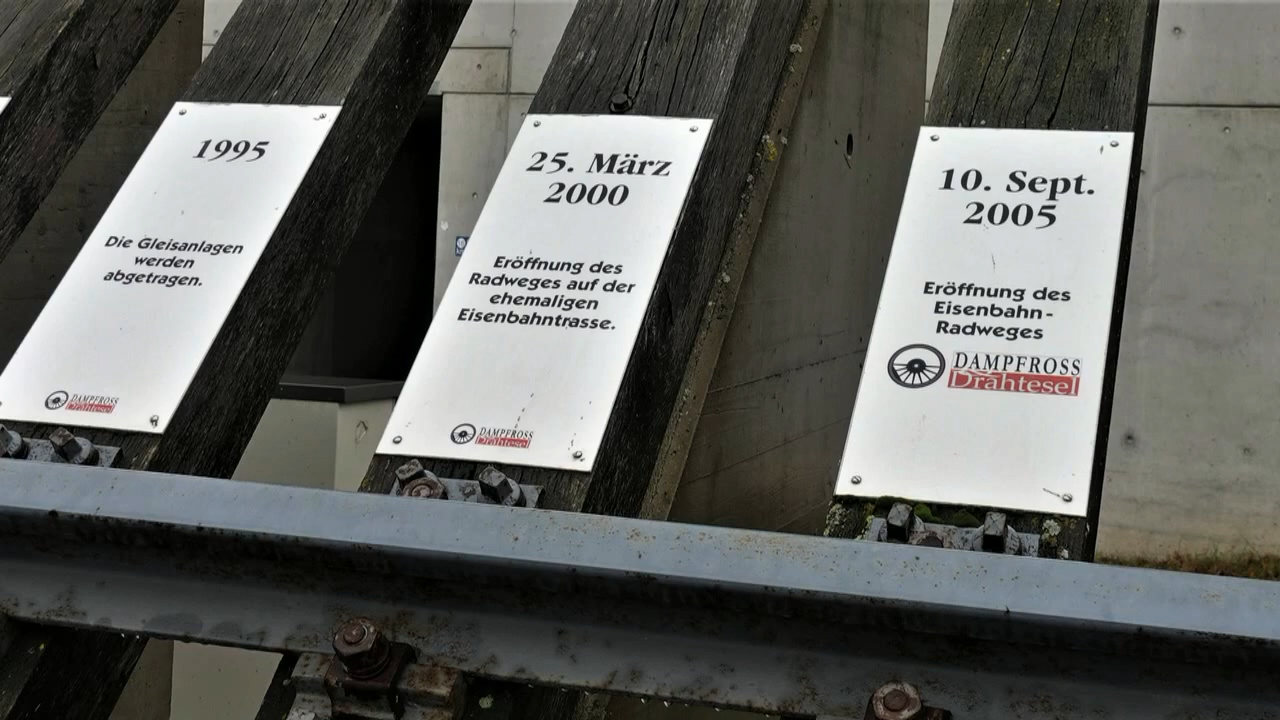 1995
Die Gleisanlagen
werden
abgetragen.
DAMPFROSS
Drahtesel
25. März
2000
Eröffnung des
Radweges auf der
ehemaligen
Eisenbahntrasse.
DAMPFROSS
Drahtesel
10. Sept.
2005
Eröffnung des
Eisenbahn-
Radweges
DAMPFROSS
& Drahtesel